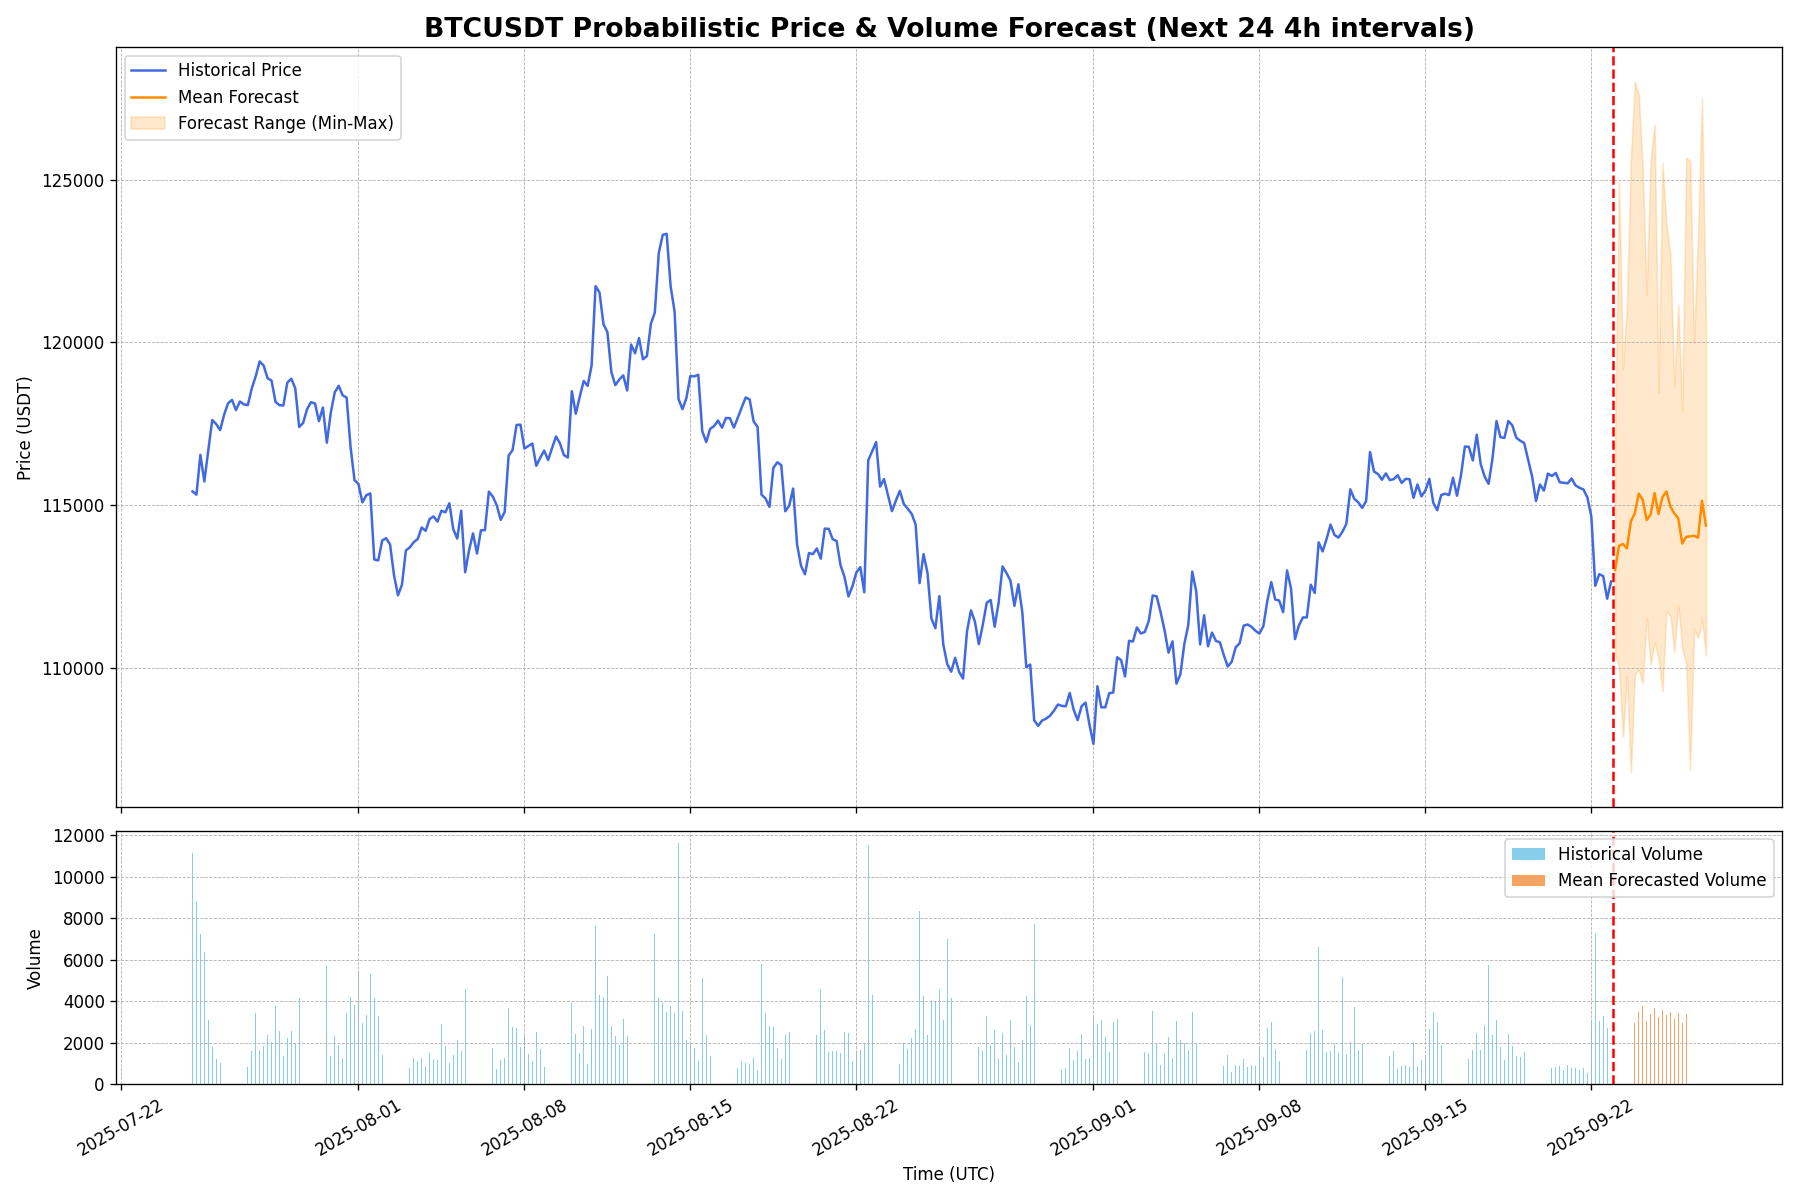 BTCUSDT Probabilistic Price & Volume Forecast (Next 24 4h intervals)
Historical Price
Mean Forecast
Forecast Range (Min-Max)
Price (USDT)
125000
120000
115000
110000
Historical Volume
Mean Forecasted Volume
Volume
12000
10000
8000
6000
4000
2000
0
2025-07-22
2025-08-01
2025-08-08
2025-08-15
2025-08-22
2025-09-01
2025-09-08
2025-09-15
2025-09-22
Time (UTC)